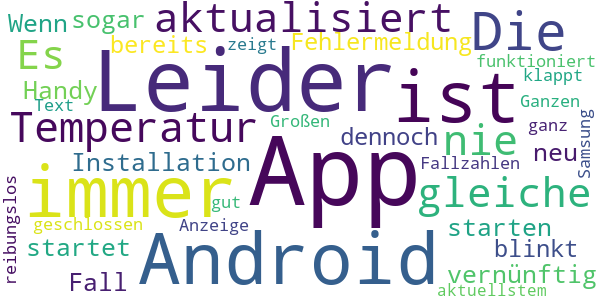 Wenn sogar aktualisiert Die
Es bereits zeigt Fehlermeldung
funktioniert
Handy Leider ist klappt
Text Ganzen
Temperatur Großen dennoch nie ganz Samsung
Installation App Fallzahlen neu
reibungslos immer gut gleiche
geschlossen Anzeige starten
startet Android blinkt
Fall vernünftig
aktuellstem